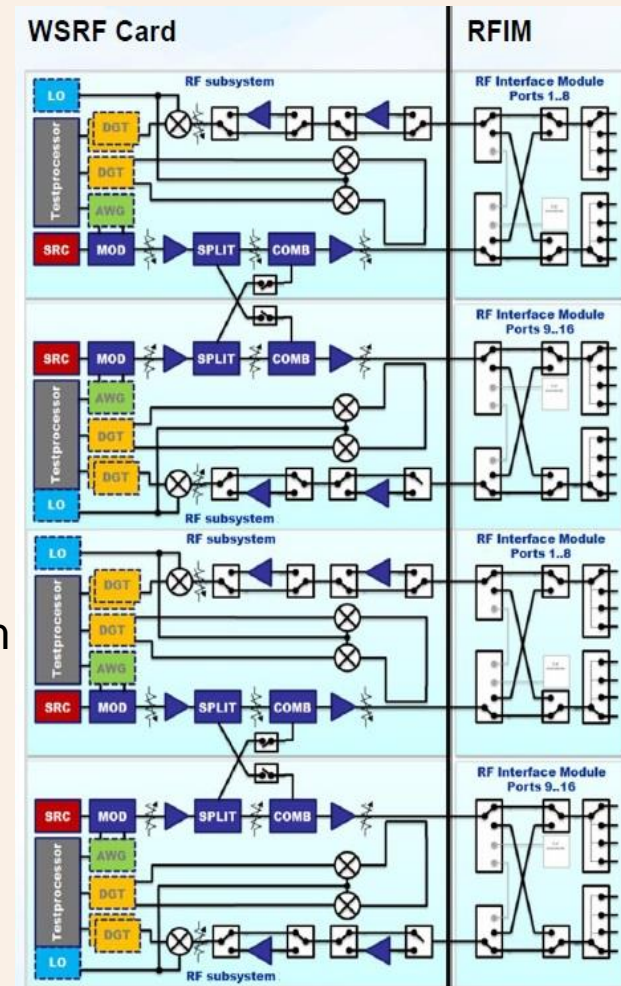 WSRF Card
RFIM
RF subsystem
RF Interface Module
Ports 1..8
LO
Testprocessor
DGT
DGT
AWG
SRC
MOD
SPLIT
COMB
RF Interface Module
Ports 9..16
SRC
MOD
SPLIT
COMB
Testprocessor
AWG
DGT
DGT
LO
RF subsystem
n
RF subsystem
RF Interface Module
Ports 1..8
LO
Testprocessor
DGT
DGT
AWG
SRC
MOD
SPLIT
COMB
RF Interface Module
Ports 9..16
SRC
MOD
SPLIT
COMB
Testprocessor
AWG
DGT
DGT
LO
RF subsystem